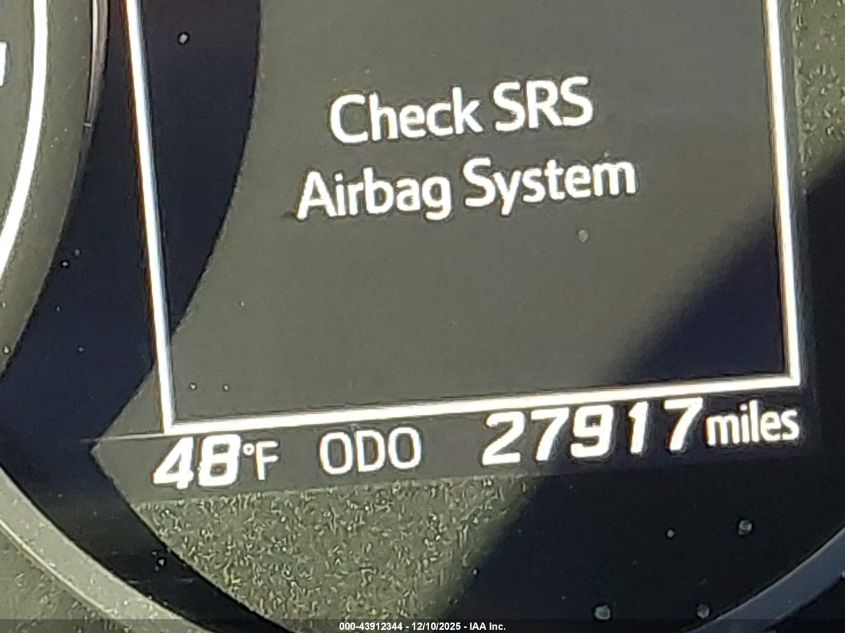 Check SRS
Airbag System
48°F ODO 27917 miles
000-43912344 - 12/10/2025 - IAA Inc.